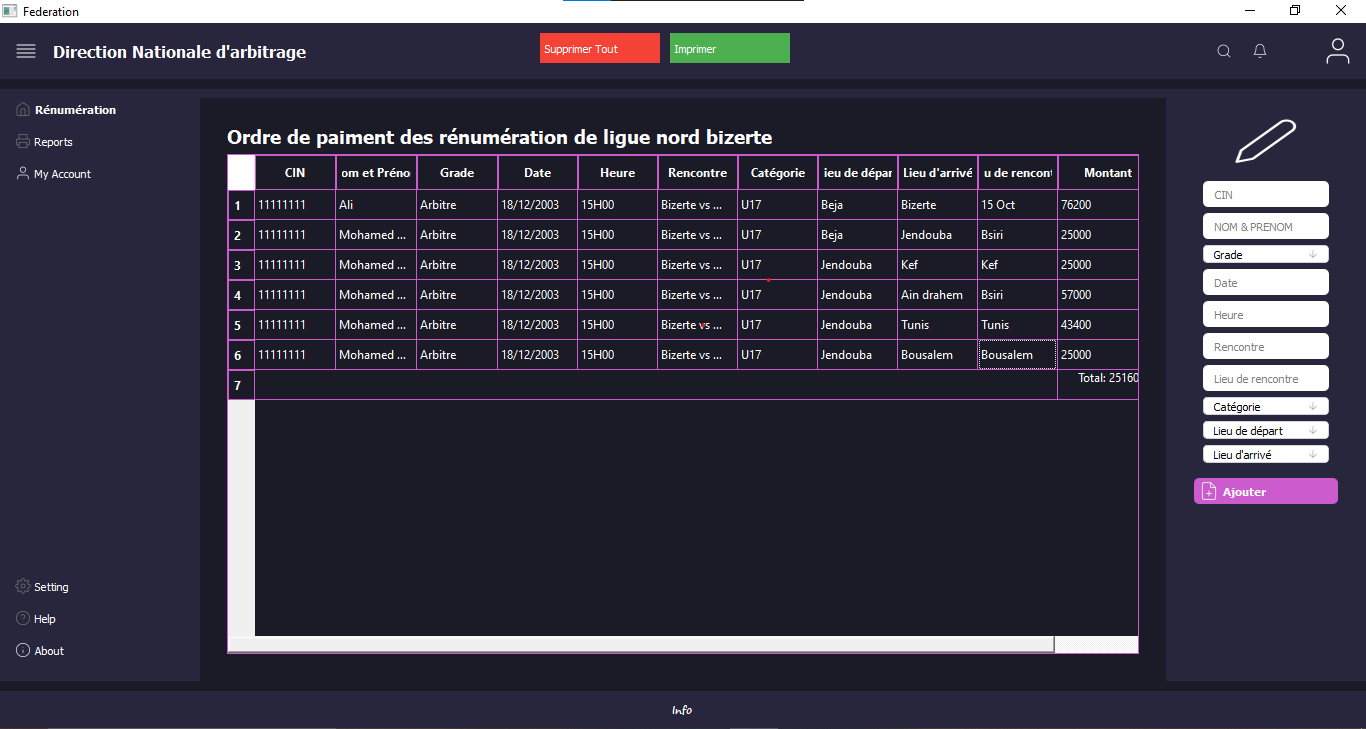 Federation
Direction Nationale d'arbitrage
Supprimer Tout
Imprimer
Rénumération
Reports
My Account
Setting
Help
About
Ordre de paiment des rénumération de ligue nord bizerte
CIN om et Préno Grade Date Heure Rencontre Catégorie ieu de dépar Lieu d'arrivé u de rencont Montant
1 11111111 Ali Arbitre 18/12/2003 15H00 Bizerte vs ... U17 Beja Bizerte 15 Oct 76200
2 11111111 Mohamed ... Arbitre 18/12/2003 15H00 Bizerte vs ... U17 Beja Jendouba Bsiri 25000
3 11111111 Mohamed ... Arbitre 18/12/2003 15H00 Bizerte vs ... U17 Jendouba Kef Kef 25000
4 11111111 Mohamed ... Arbitre 18/12/2003 15H00 Bizerte vs ... U17 Jendouba Ain drahem Bsiri 57000
5 11111111 Mohamed ... Arbitre 18/12/2003 15H00 Bizerte vs ... U17 Jendouba Tunis Tunis 43400
6 11111111 Mohamed ... Arbitre 18/12/2003 15H00 Bizerte vs ... U17 Jendouba Bousalem Bousalem 25000
7 Total: 25160
CIN
NOM & PRENOM
Grade
Date
Heure
Rencontre
Lieu de rencontre
Catégorie
Lieu de départ
Lieu d'arrivé
Ajouter
Info